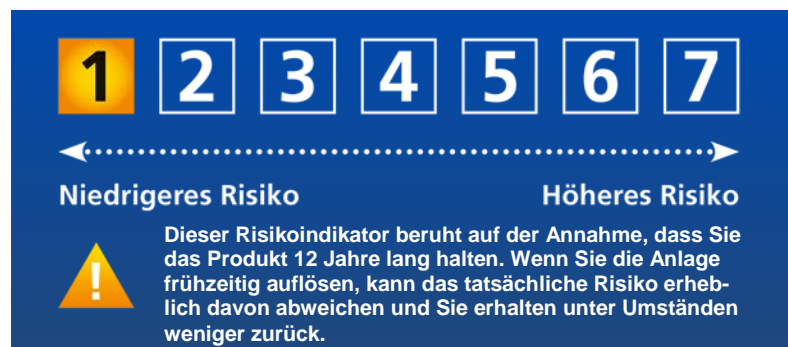 1 2 3 4 5 6 7
Niedrigeres Risiko Höheres Risiko
Dieser Risikoindikator beruht auf der Annahme, dass Sie
das Produkt 12 Jahre lang halten. Wenn Sie die Anlage
frühzeitig auflösen, kann das tatsächliche Risiko erheb-
lich davon abweichen und Sie erhalten unter Umständen
weniger zurück.